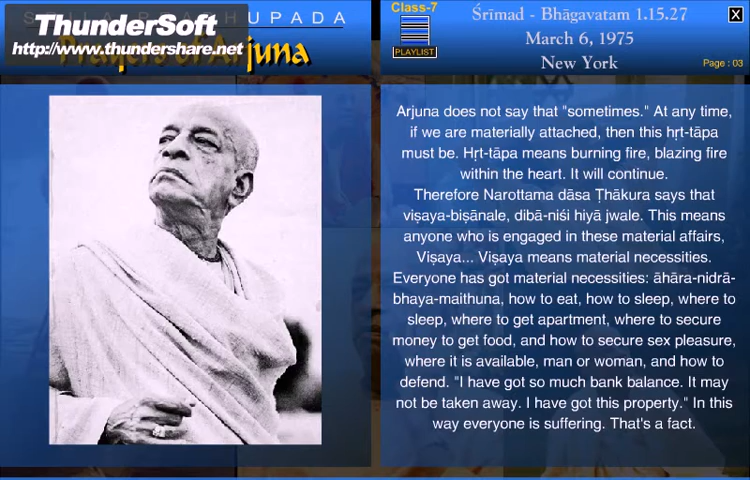 S PRABHUPADA
ThunderSoft
http://www.thundershare.net
Prayers of Arjuna
Class-7
PLAYLIST
Śrīmad - Bhāgavatam 1.15.27
March 6, 1975
New York
X
Page : 03
Arjuna does not say that "sometimes." At any time,
if we are materially attached, then this hṛt-tāpa
must be. Hṛt-tāpa means burning fire, blazing fire
within the heart. It will continue.
Therefore Narottama dāsa Ṭhākura says that
viṣaya-biṣānale, dibā-niśi hiyā jwale. This means
anyone who is engaged in these material affairs,
Viṣaya... Viṣaya means material necessities.
Everyone has got material necessities: āhāra-nidrā-
bhaya-maithuna, how to eat, how to sleep, where to
sleep, where to get apartment, where to secure
money to get food, and how to secure sex pleasure,
where it is available, man or woman, and how to
defend. "I have got so much bank balance. It may
not be taken away. I have got this property." In this
way everyone is suffering. That's a fact.